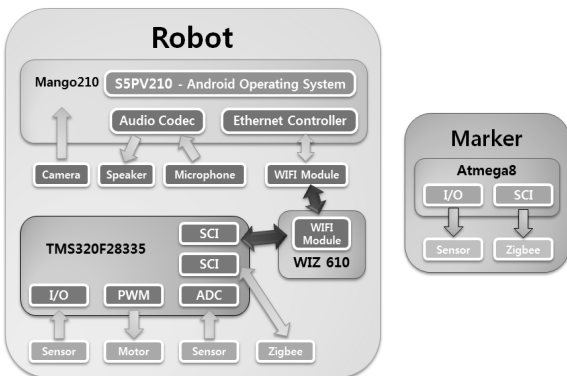 Robot
Mango210
S5PV210 - Android Operating System
Audio Codec
Ethernet Controller
Camera
Speaker
Microphone
WIFI Module
TMS320F28335
SCI
SCI
I/O
PWM
ADC
WIFI
Module
WIZ 610
Sensor
Motor
Sensor
Zigbee
Marker
Atmega8
I/O
SCI
Sensor
Zigbee